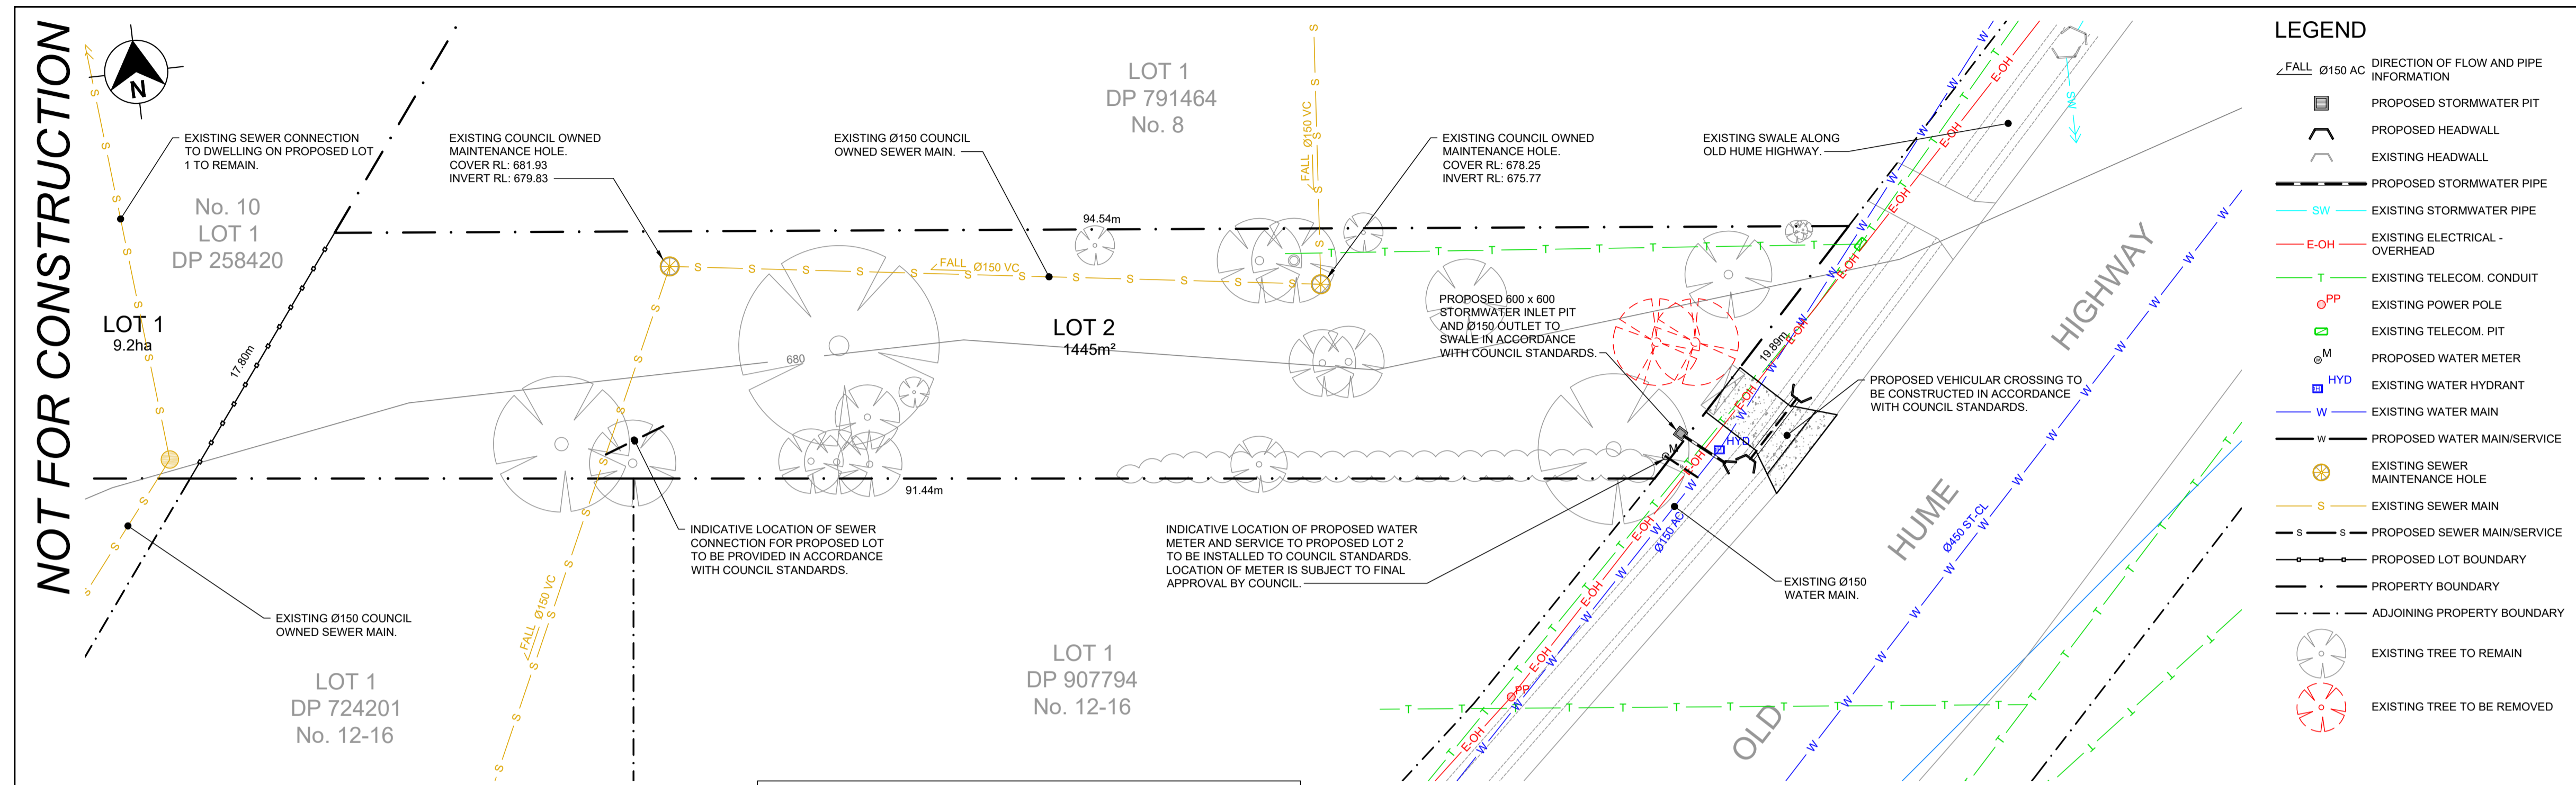 NOT FOR CONSTRUCTION
N
EXISTING SEWER CONNECTION
TO DWELLING ON PROPOSED LOT
1 TO REMAIN.
No. 10
LOT 1
DP 258420
LOT 1
9.2ha
17.80m
EXISTING Ø150 COUNCIL
OWNED SEWER MAIN.
LOT 1
DP 724201
No. 12-16
EXISTING COUNCIL OWNED
MAINTENANCE HOLE.
COVER RL: 681.93
INVERT RL: 679.83
EXISTING Ø150 COUNCIL
OWNED SEWER MAIN.
LOT 1
DP 791464
No. 8
FALL Ø150 VC
94.54m
FALL Ø150 VC
EXISTING COUNCIL OWNED
MAINTENANCE HOLE.
COVER RL: 678.25
INVERT RL: 675.77
EXISTING SWALE ALONG
OLD HUME HIGHWAY.
SW
LOT 2
1445m²
680
PROPOSED 600 x 600
STORMWATER INLET PIT
AND Ø150 OUTLET TO
SWALE IN ACCORDANCE
WITH COUNCIL STANDARDS.
19.89m
PROPOSED VEHICULAR CROSSING TO
BE CONSTRUCTED IN ACCORDANCE
WITH COUNCIL STANDARDS.
M
HYD
91.44m
INDICATIVE LOCATION OF SEWER
CONNECTION FOR PROPOSED LOT
TO BE PROVIDED IN ACCORDANCE
WITH COUNCIL STANDARDS.
FALL Ø150 VC
INDICATIVE LOCATION OF PROPOSED WATER
METER AND SERVICE TO PROPOSED LOT 2
TO BE INSTALLED TO COUNCIL STANDARDS.
LOCATION OF METER IS SUBJECT TO FINAL
APPROVAL BY COUNCIL.
Ø150 AC
EXISTING Ø150
WATER MAIN.
LOT 1
DP 907794
No. 12-16
PP
Ø450 ST-CL
OLD HUME HIGHWAY
S
T
W
E-OH
LEGEND
FALL Ø150 AC DIRECTION OF FLOW AND PIPE
INFORMATION
PROPOSED STORMWATER PIT
PROPOSED HEADWALL
EXISTING HEADWALL
PROPOSED STORMWATER PIPE
SW EXISTING STORMWATER PIPE
E-OH EXISTING ELECTRICAL -
OVERHEAD
T EXISTING TELECOM. CONDUIT
PP EXISTING POWER POLE
EXISTING TELECOM. PIT
M PROPOSED WATER METER
HYD EXISTING WATER HYDRANT
W EXISTING WATER MAIN
W PROPOSED WATER MAIN/SERVICE
EXISTING SEWER
MAINTENANCE HOLE
S EXISTING SEWER MAIN
S S PROPOSED SEWER MAIN/SERVICE
PROPOSED LOT BOUNDARY
PROPERTY BOUNDARY
ADJOINING PROPERTY BOUNDARY
EXISTING TREE TO REMAIN
EXISTING TREE TO BE REMOVED